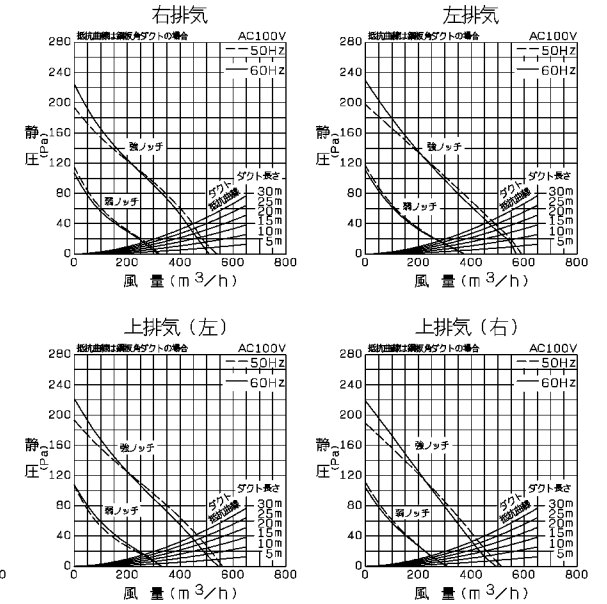 右排気
抵抗曲線は鋼板角ダクトの場合
AC100V
50Hz
60Hz
280
240
200
160
120
80
40
0
静圧(Pa)
強ノッチ
弱ノッチ
ダクト抵抗曲線
ダクト長さ
30m
25m
20m
15m
10m
5m
0 200 400 600 800
風 量(m3/h)
左排気
抵抗曲線は鋼板角ダクトの場合
AC100V
50Hz
60Hz
280
240
200
160
120
80
40
0
静圧(Pa)
強ノッチ
弱ノッチ
ダクト抵抗曲線
ダクト長さ
30m
25m
20m
15m
10m
5m
0 200 400 600 800
風 量(m3/h)
上排気(左)
抵抗曲線は鋼板角ダクトの場合
AC100V
50Hz
60Hz
280
240
200
160
120
80
40
0
静圧(Pa)
強ノッチ
弱ノッチ
ダクト抵抗曲線
ダクト長さ
30m
25m
20m
15m
10m
5m
0 200 400 600 800
風 量(m3/h)
上排気(右)
抵抗曲線は鋼板角ダクトの場合
AC100V
50Hz
60Hz
280
240
200
160
120
80
40
0
静圧(Pa)
強ノッチ
弱ノッチ
ダクト抵抗曲線
ダクト長さ
30m
25m
20m
15m
10m
5m
0 200 400 600 800
風 量(m3/h)
0